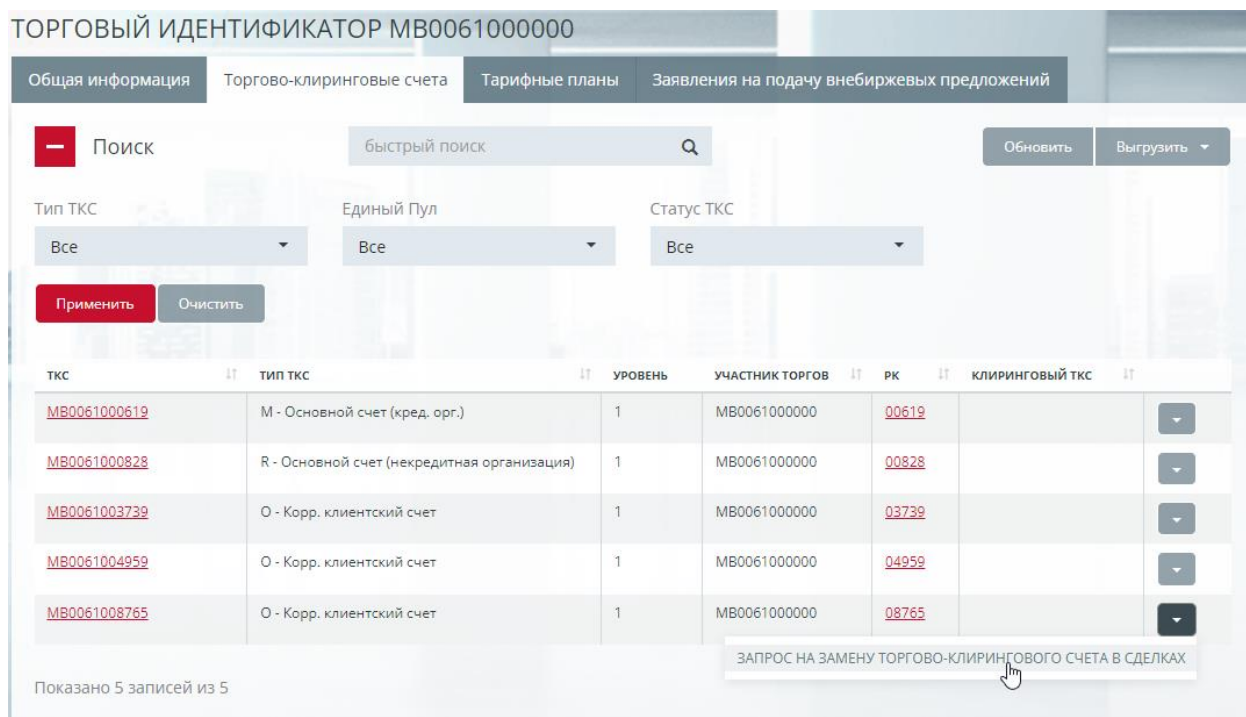 ТОРГОВЫЙ ИДЕНТИФИКАТОР MB0061000000
Общая информация Торгово-клиринговые счета Тарифные планы Заявления на подачу внебиржевых предложений
Поиск быстрый поиск Обновить Выгрузить
Тип ТКС Единый Пул Статус ТКС
Все Все Все
Применить Очистить
ТКС ТИП ТКС УРОВЕНЬ УЧАСТНИК ТОРГОВ РК КЛИРИНГОВЫЙ ТКС
MB0061000619 M - Основной счет (кред. орг.) 1 MB0061000000 00619
MB0061000828 R - Основной счет (некредитная организация) 1 MB0061000000 00828
MB0061003739 O - Корр. клиентский счет 1 MB0061000000 03739
MB0061004959 O - Корр. клиентский счет 1 MB0061000000 04959
MB0061008765 O - Корр. клиентский счет 1 MB0061000000 08765
ЗАПРОС НА ЗАМЕНУ ТОРГОВО-КЛИРИНГОВОГО СЧЕТА В СДЕЛКАХ
Показано 5 записей из 5